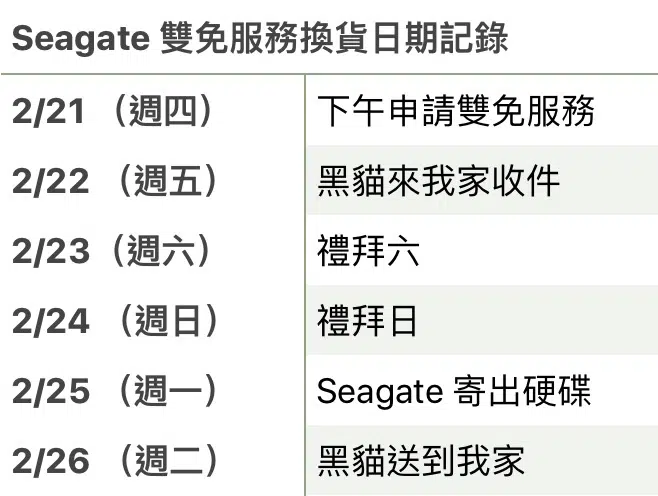 Seagate 雙免服務換貨日期記錄
2/21 （週四） 下午申請雙免服務
2/22 （週五） 黑貓來我家收件
2/23（週六） 禮拜六
2/24 （週日） 禮拜日
2/25 （週一） Seagate 寄出硬碟
2/26 （週二） 黑貓送到我家